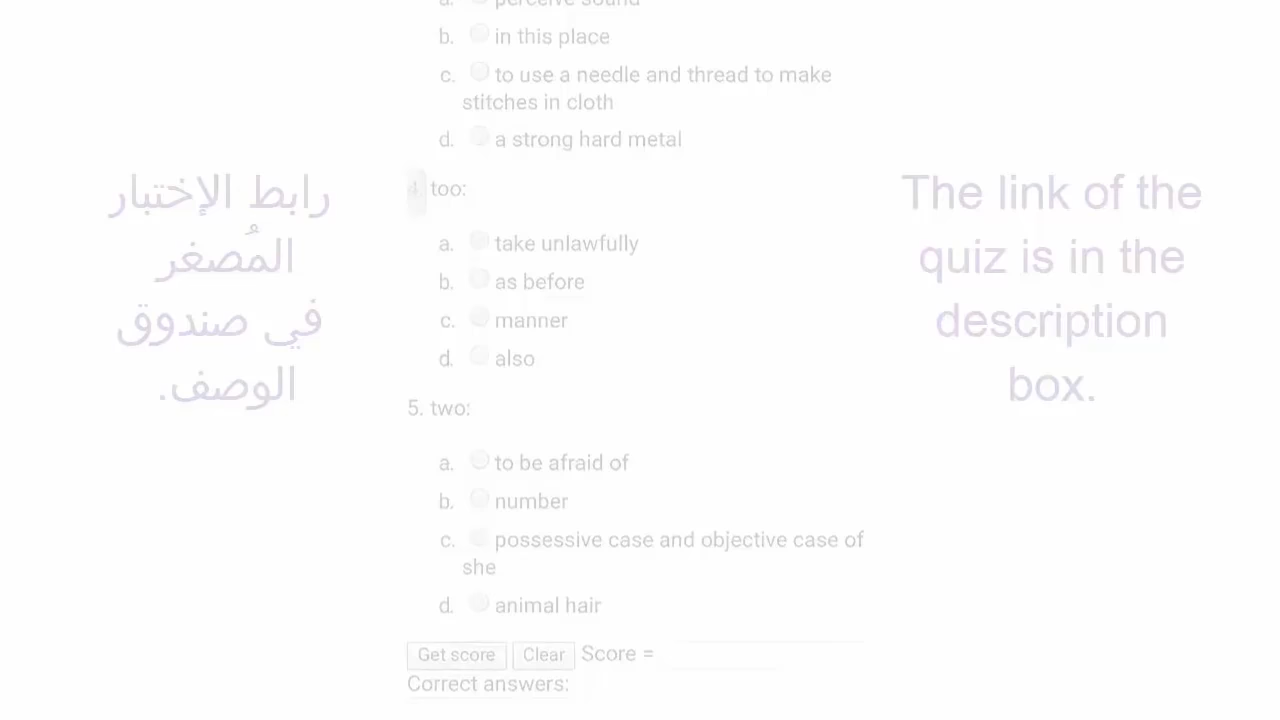 a. perceive sound
b. in this place
c. to use a needle and thread to make
stitches in cloth
d. a strong hard metal
4. too:
a. take unlawfully
b. as before
c. manner
d. also
5. two:
a. to be afraid of
b. number
c. possessive case and objective case of
she
d. animal hair
Get score Clear Score =
Correct answers:
رابط الإختبار
المُصغر
في صندوق
الوصف.
The link of the
quiz is in the
description
box.